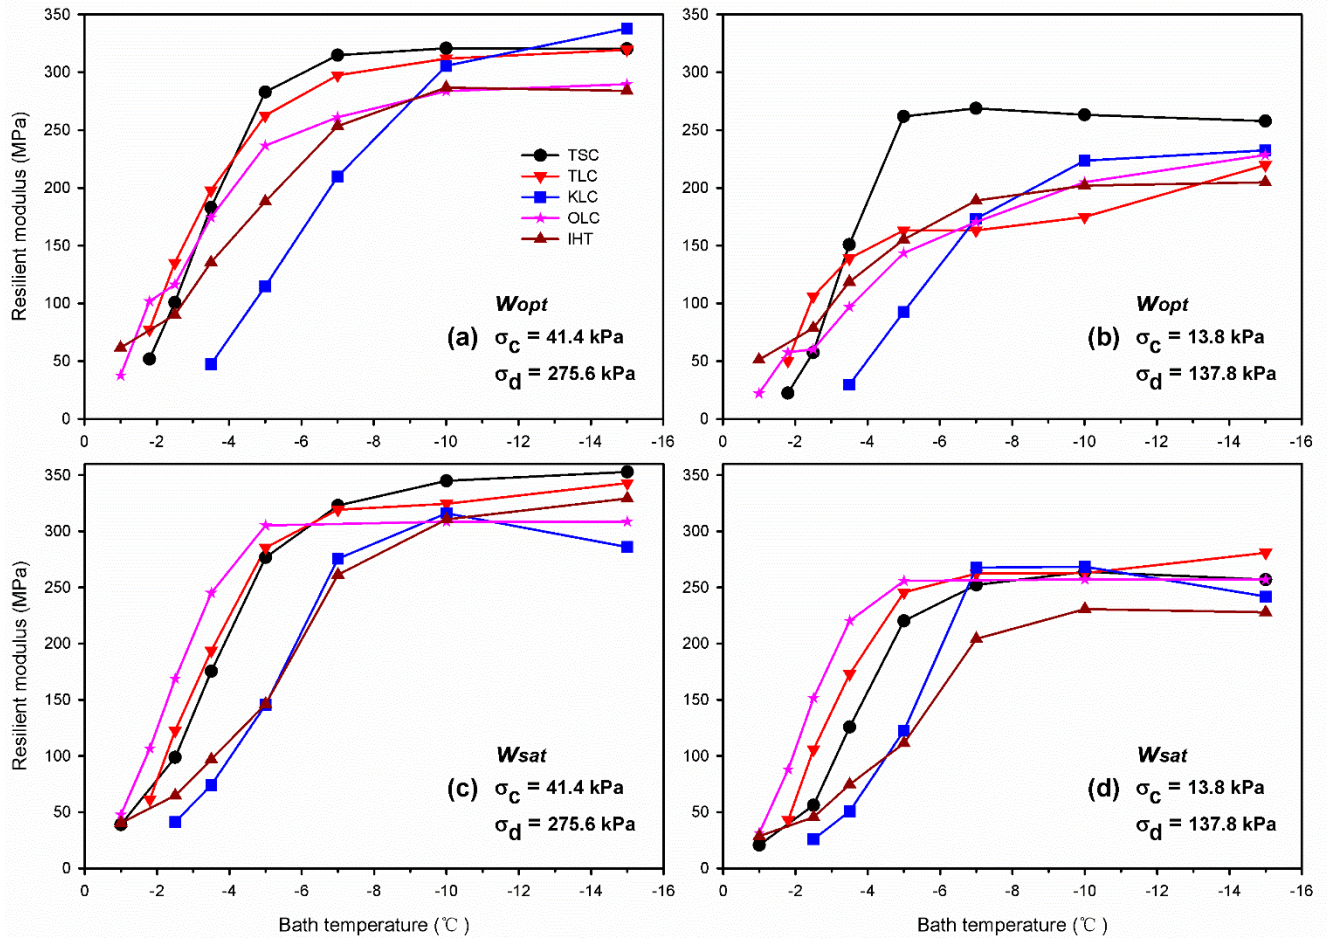 Resilient modulus (MPa)
350
300
250
200
150
100
50
0
0
-2
-4
-6
-8
-10
-12
-14
-16
TSC
TLC
KLC
OLC
IHT
(a)
wopt
σc = 41.4 kPa
σd = 275.6 kPa
350
300
250
200
150
100
50
0
0
-2
-4
-6
-8
-10
-12
-14
-16
(b)
wopt
σc = 13.8 kPa
σd = 137.8 kPa
Resilient modulus (MPa)
350
300
250
200
150
100
50
0
0
-2
-4
-6
-8
-10
-12
-14
-16
(c)
wsat
σc = 41.4 kPa
σd = 275.6 kPa
Bath temperature (℃)
350
300
250
200
150
100
50
0
0
-2
-4
-6
-8
-10
-12
-14
-16
(d)
wsat
σc = 13.8 kPa
σd = 137.8 kPa
Bath temperature (℃)